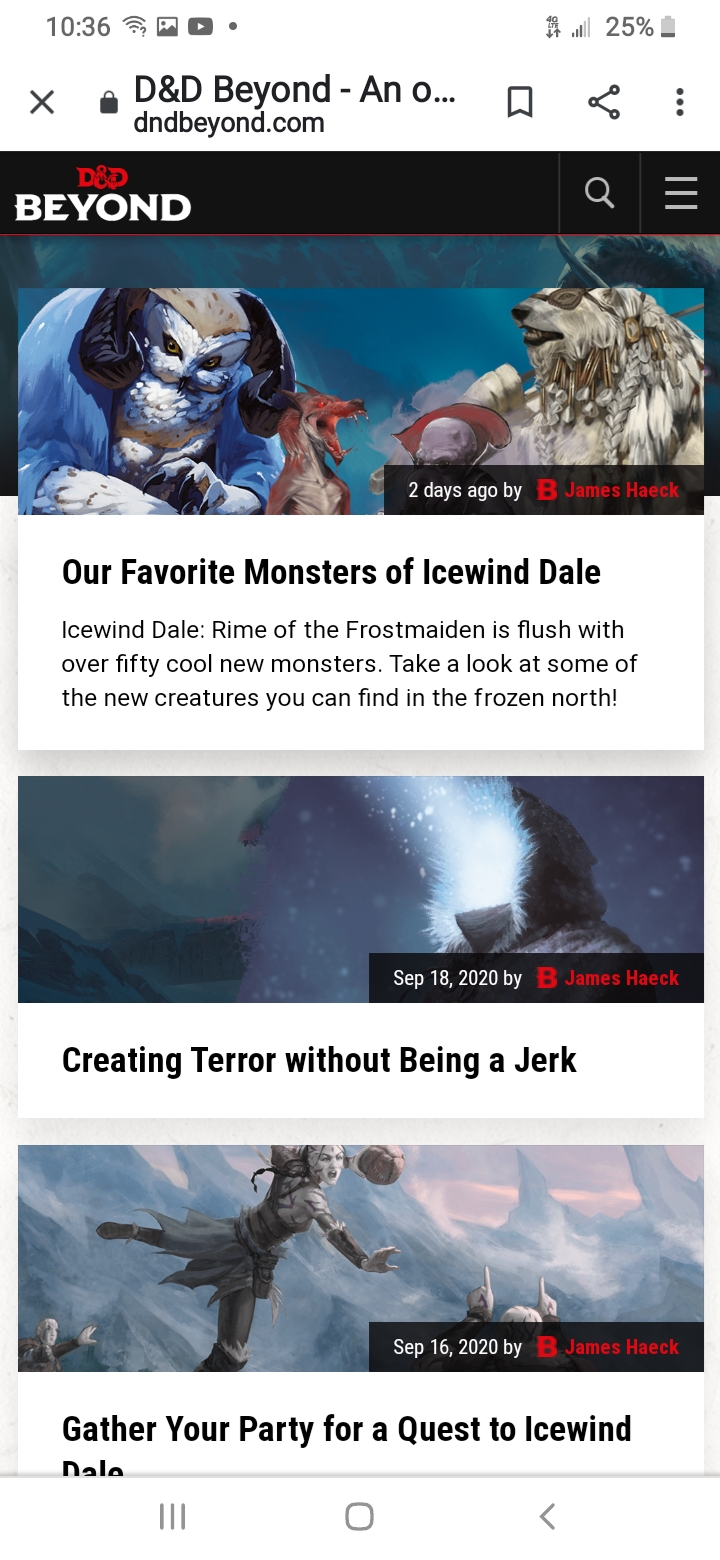 10:36
4G LTE 25%
D&D Beyond - An o...
dndbeyond.com
D&D
BEYOND
2 days ago by B James Haeck
Our Favorite Monsters of Icewind Dale
Icewind Dale: Rime of the Frostmaiden is flush with
over fifty cool new monsters. Take a look at some of
the new creatures you can find in the frozen north!
Sep 18, 2020 by B James Haeck
Creating Terror without Being a Jerk
Sep 16, 2020 by B James Haeck
Gather Your Party for a Quest to Icewind
Dale